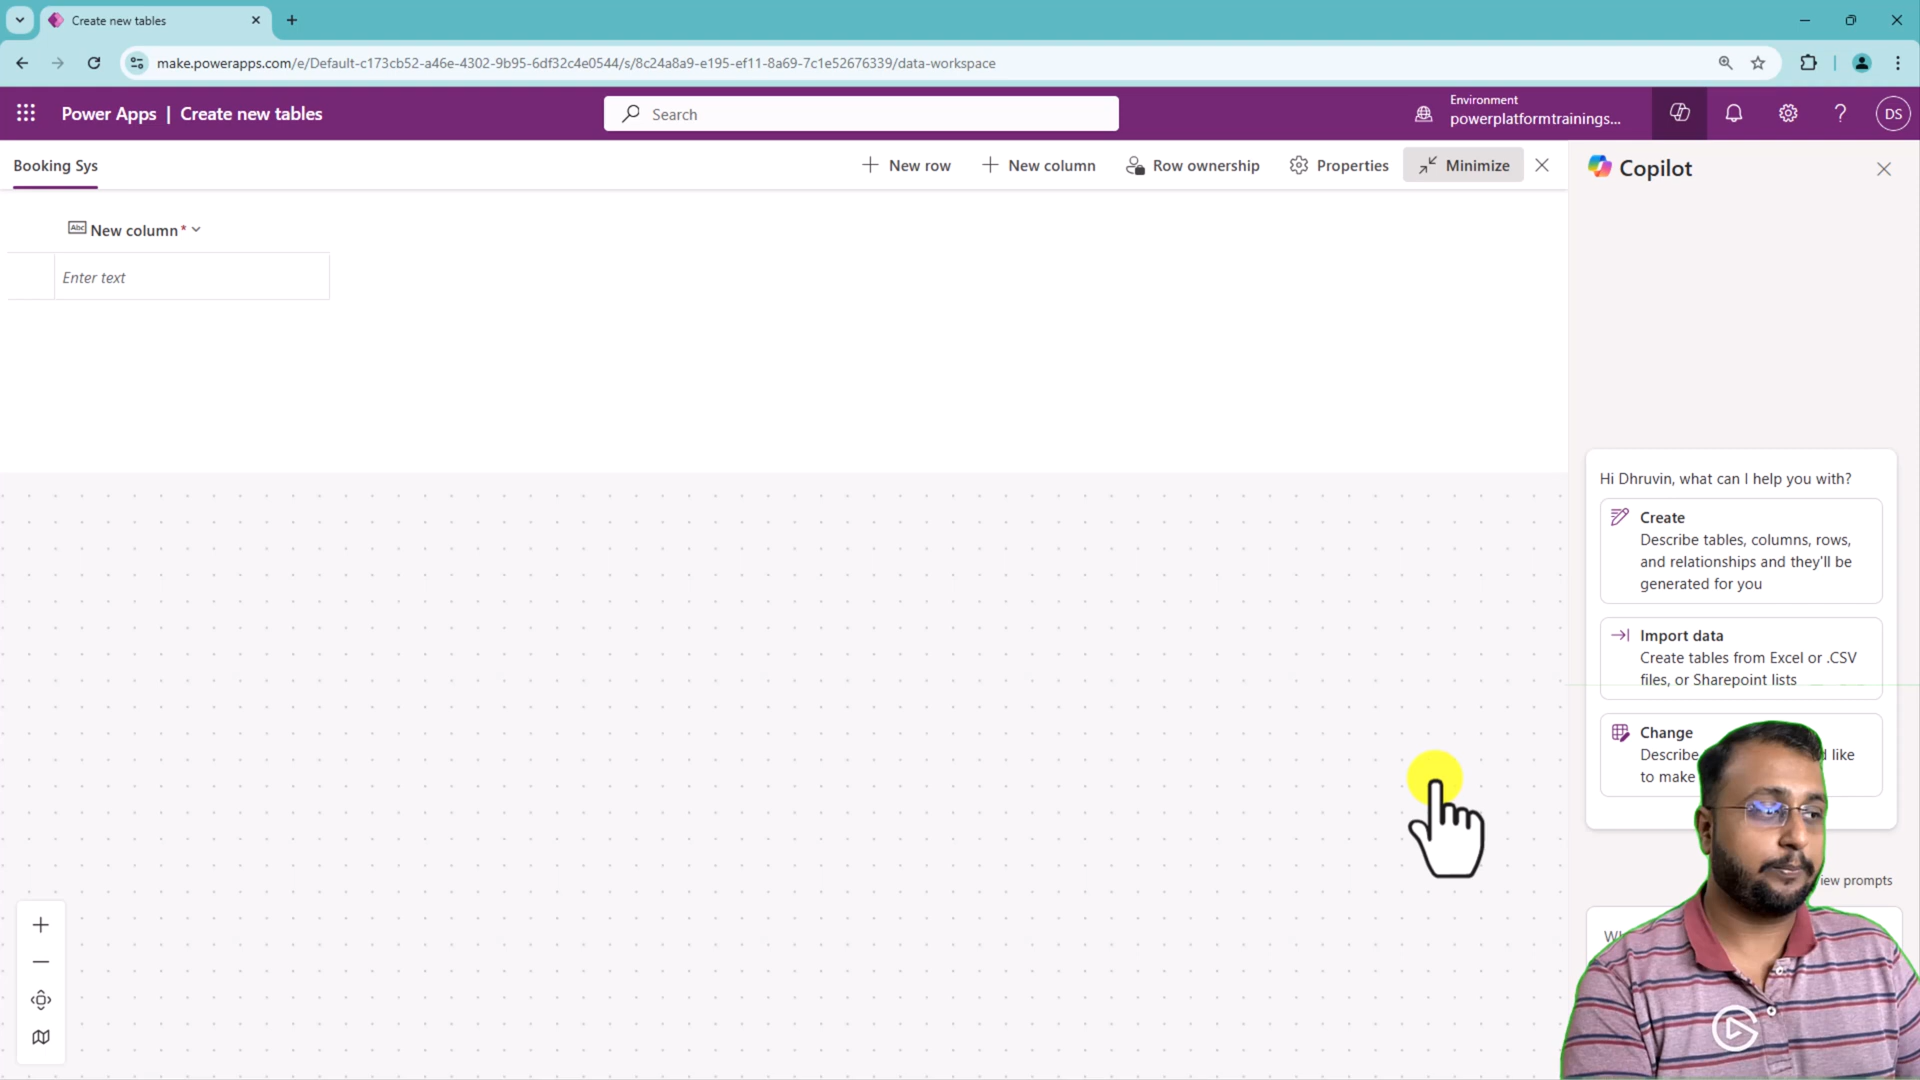 Create new tables
make.powerapps.com/e/Default-c173cb52-a46e-4302-9b95-6df32c4e0544/s/8c24a8a9-e195-ef11-8a69-7c1e52676339/data-workspace
Power Apps | Create new tables
Search
Environment
powerplatformtrainings...
DS
Booking Sys
New row
New column
Row ownership
Properties
Minimize
Copilot
Abc New column*
Enter text
Hi Dhruvin, what can I help you with?
Create
Describe tables, columns, rows,
and relationships and they'll be
generated for you
Import data
Create tables from Excel or .CSV
files, or Sharepoint lists
Change
Describe like
to make
prompts